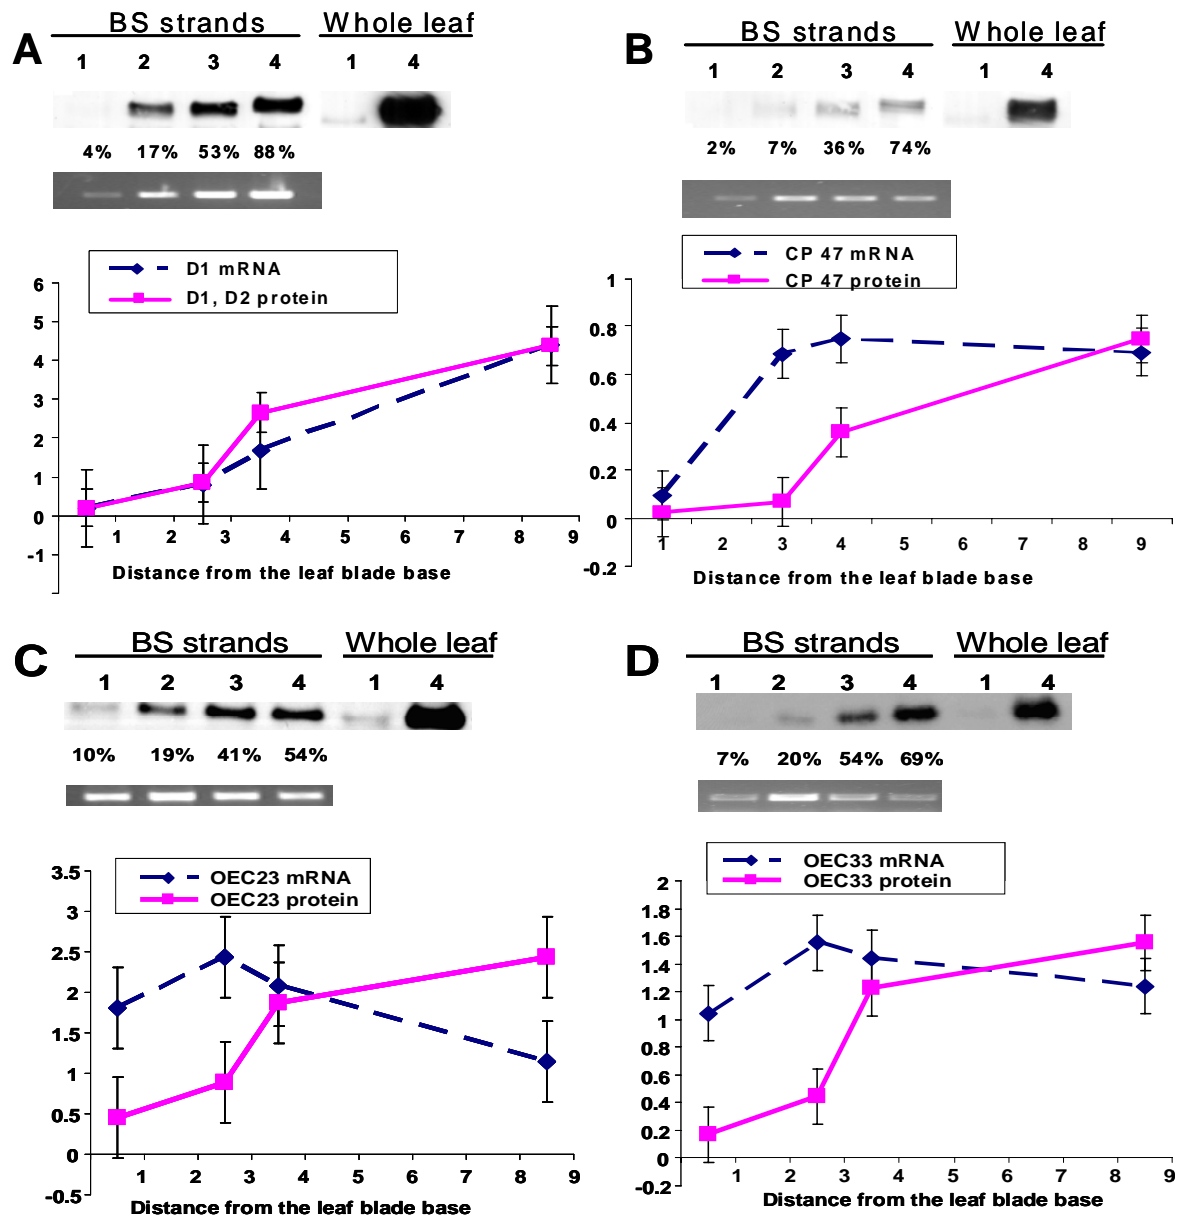 A
BS strands Whole leaf
1 2 3 4 1 4
4% 17% 53% 88%
D1 mRNA
D1, D2 protein
6
5
4
3
2
1
0
-1
1 2 3 4 5 6 7 8 9
Distance from the leaf blade base
B
BS strands Whole leaf
1 2 3 4 1 4
2% 7% 36% 74%
CP 47 mRNA
CP 47 protein
1
0.8
0.6
0.4
0.2
0
-0.2
1 2 3 4 5 6 7 8 9
Distance from the leaf blade base
C
BS strands Whole leaf
1 2 3 4 1 4
10% 19% 41% 54%
OEC23 mRNA
OEC23 protein
3.5
3
2.5
2
1.5
1
0.5
0
-0.5
1 2 3 4 5 6 7 8 9
Distance from the leaf blade base
D
BS strands Whole leaf
1 2 3 4 1 4
7% 20% 54% 69%
OEC33 mRNA
OEC33 protein
2
1.8
1.6
1.4
1.2
1
0.8
0.6
0.4
0.2
0
-0.2
1 2 3 4 5 6 7 8 9
Distance from the leaf blade base